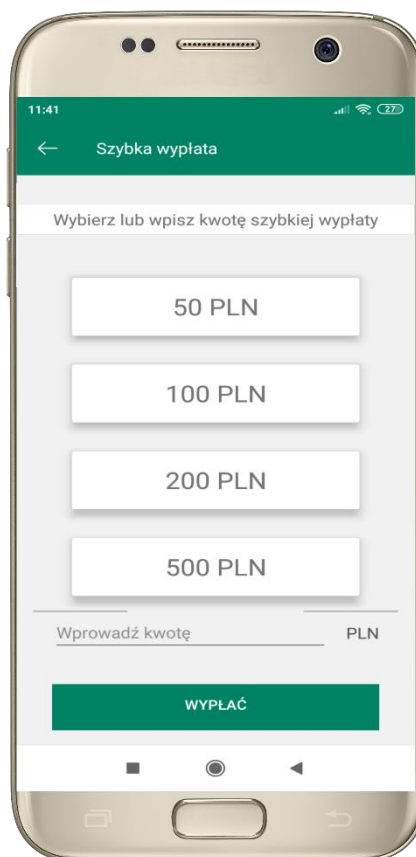 11:41
27
Szybka wypłata
Wybierz lub wpisz kwotę szybkiej wypłaty
50 PLN
100 PLN
200 PLN
500 PLN
Wprowadź kwotę PLN
WYPŁAĆ